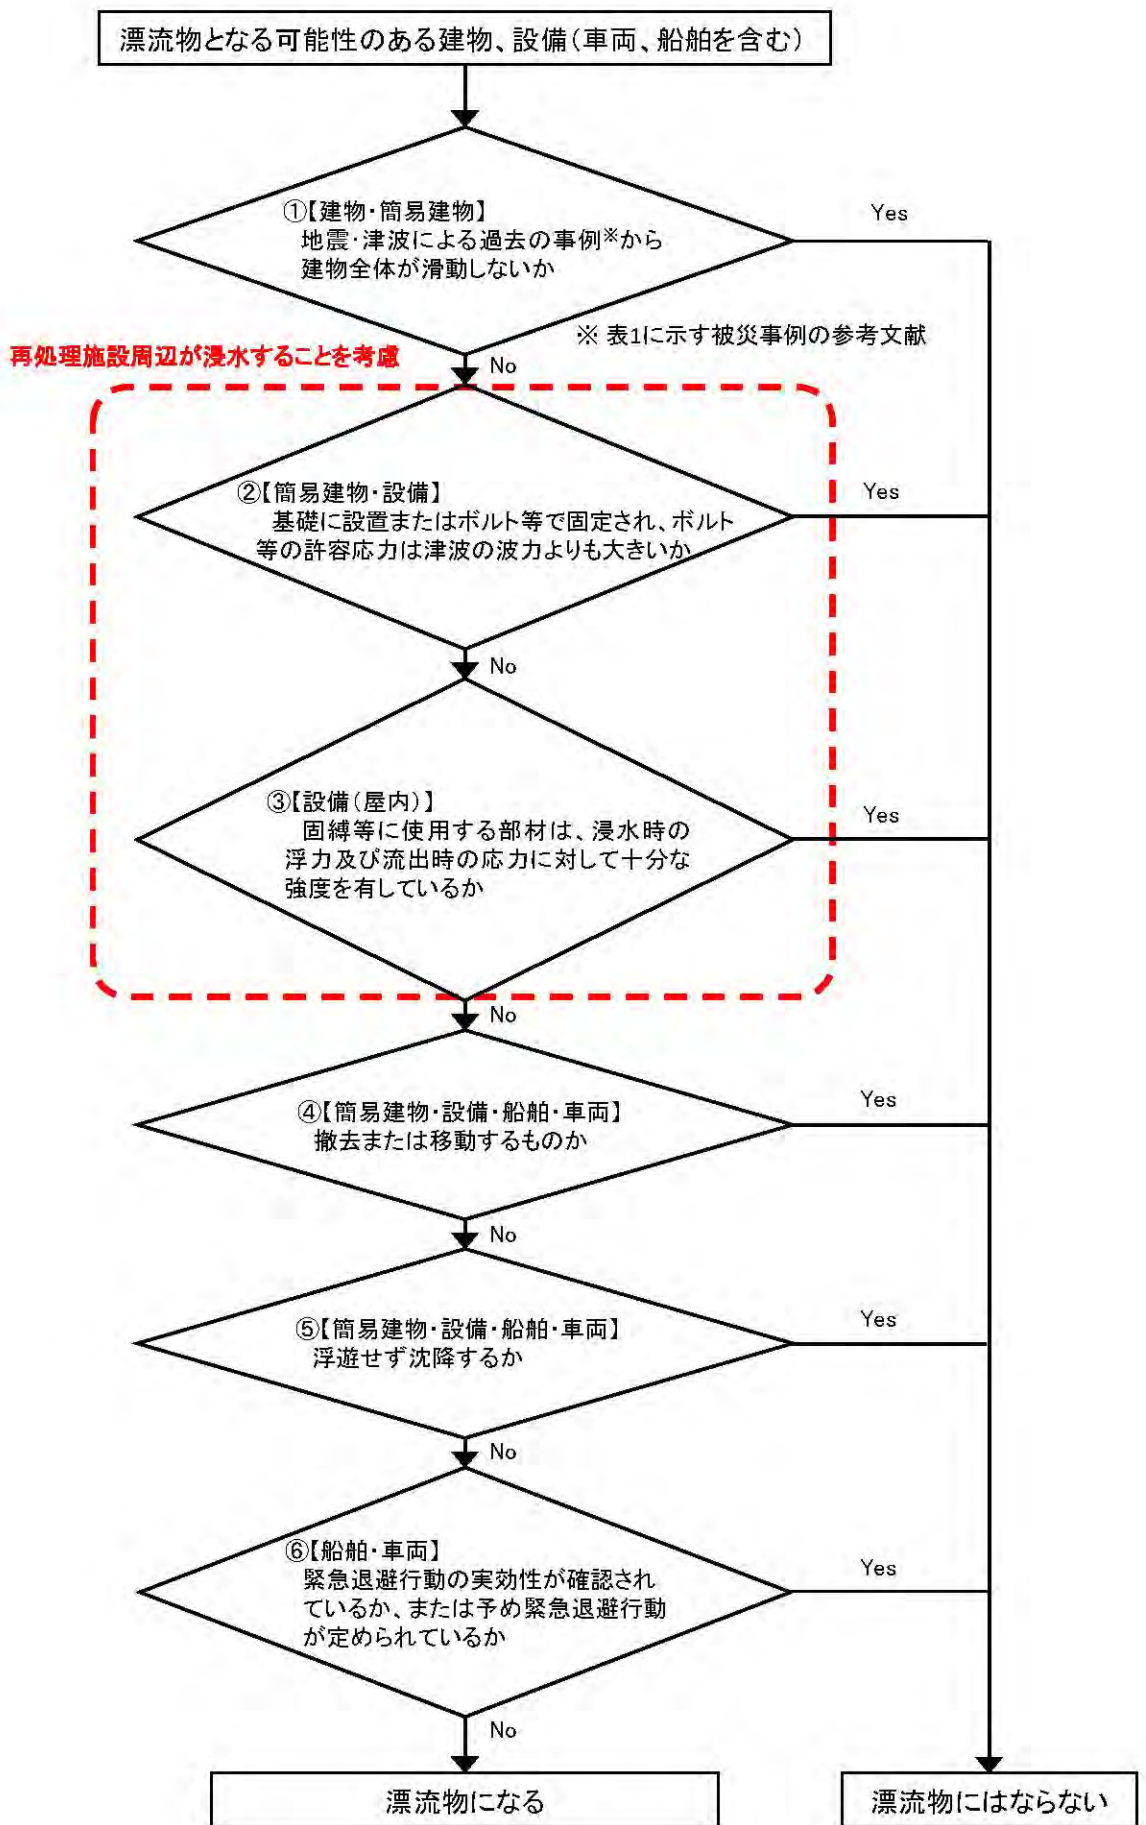 漂流物となる可能性のある建物、設備(車両、船舶を含む)
①【建物・簡易建物】
地震・津波による過去の事例※から
建物全体が滑動しないか
Yes
※ 表1に示す被災事例の参考文献
No
再処理施設周辺が浸水することを考慮
②【簡易建物・設備】
基礎に設置またはボルト等で固定され、ボルト
等の許容応力は津波の波力よりも大きいか
Yes
No
③【設備(屋内)】
固縛等に使用する部材は、浸水時の
浮力及び流出時の応力に対して十分な
強度を有しているか
Yes
No
④【簡易建物・設備・船舶・車両】
撤去または移動するものか
Yes
No
⑤【簡易建物・設備・船舶・車両】
浮遊せず沈降するか
Yes
No
⑥【船舶・車両】
緊急退避行動の実効性が確認され
ているか、または予め緊急退避行動
が定められているか
Yes
No
漂流物になる
漂流物にはならない